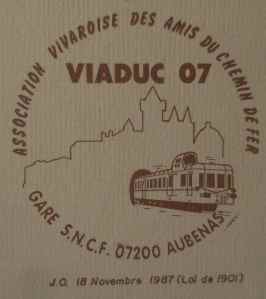 ASSOCIATION VIVAROISE DES AMIS DU CHEMIN DE FER
VIADUC 07
GARE S.N.C.F. 07200 AUBENAS
J.O. 18 Novembre 1987 (Loi de 1901)